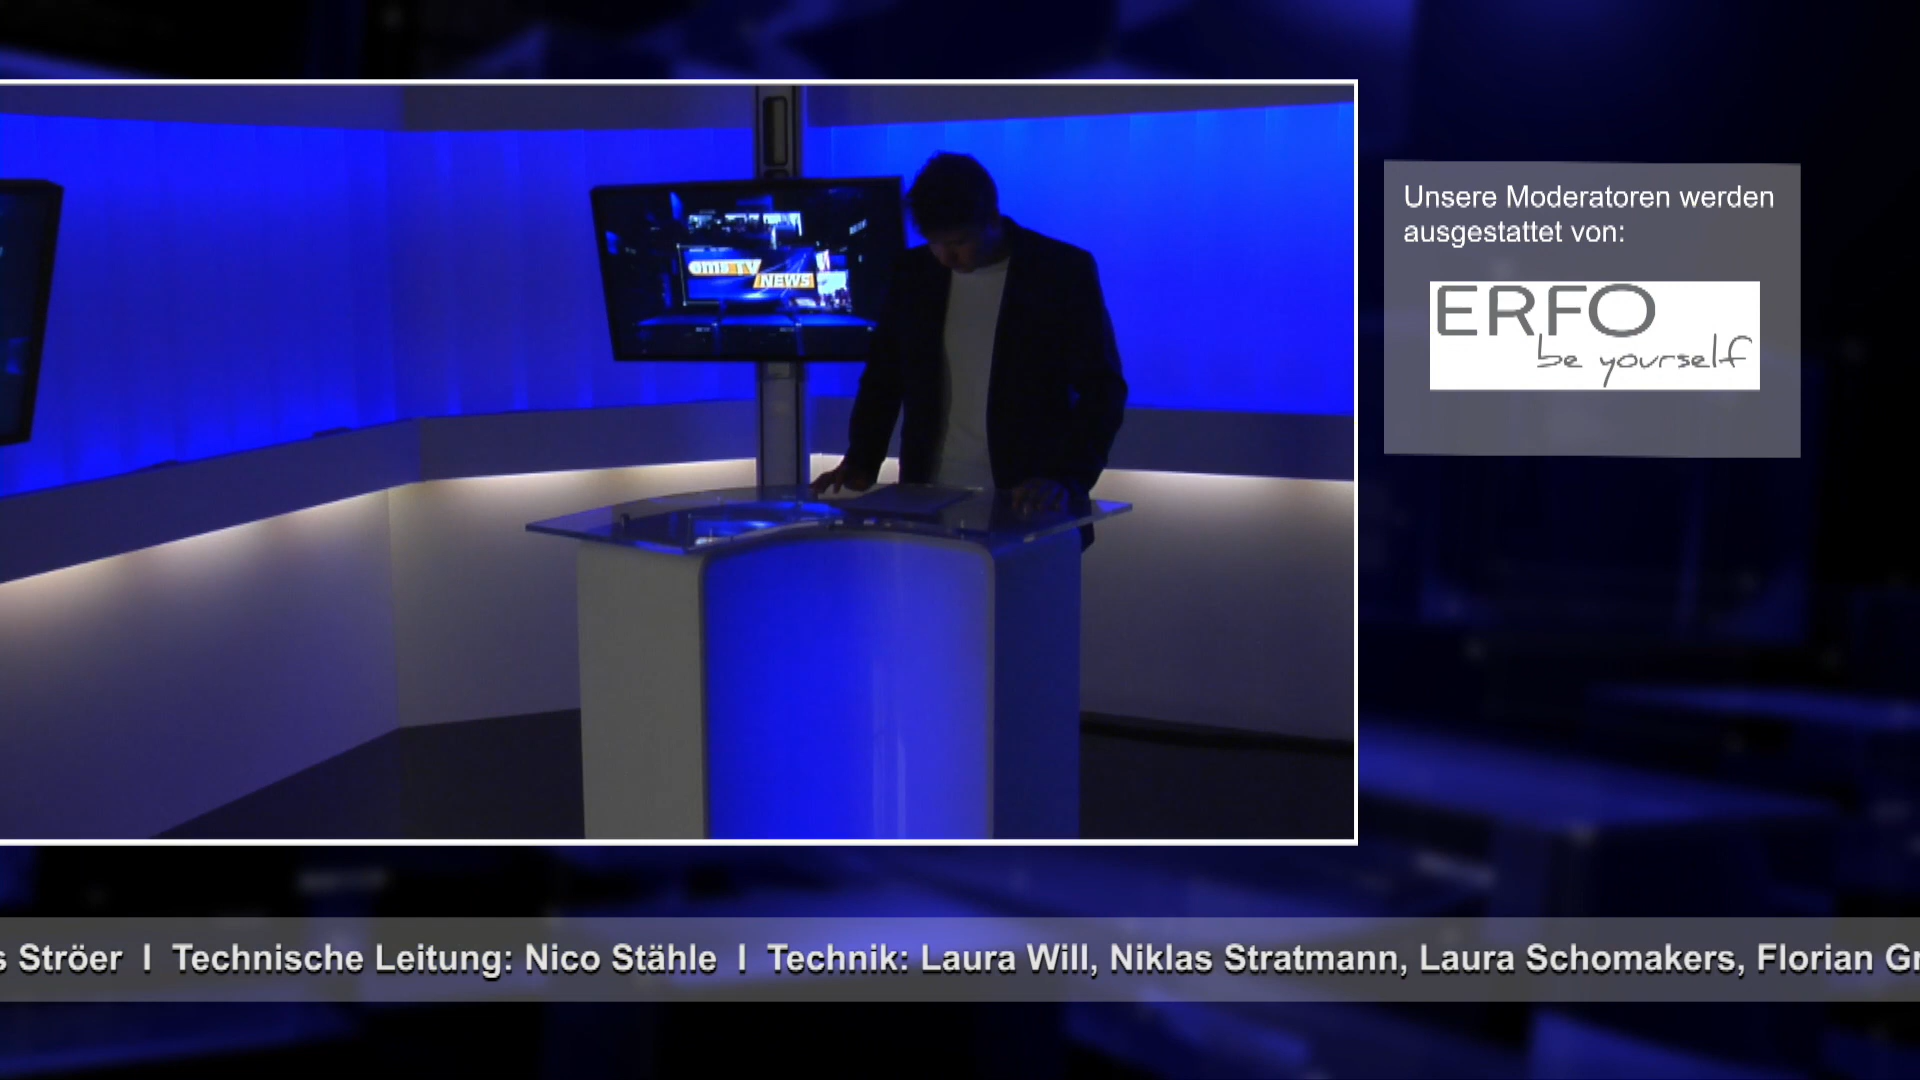 ems TV
NEWS
Unsere Moderatoren werden
ausgestattet von:
ERFO
be yourself
s Ströer I Technische Leitung: Nico Stähle I Technik: Laura Will, Niklas Stratmann, Laura Schomakers, Florian Gr